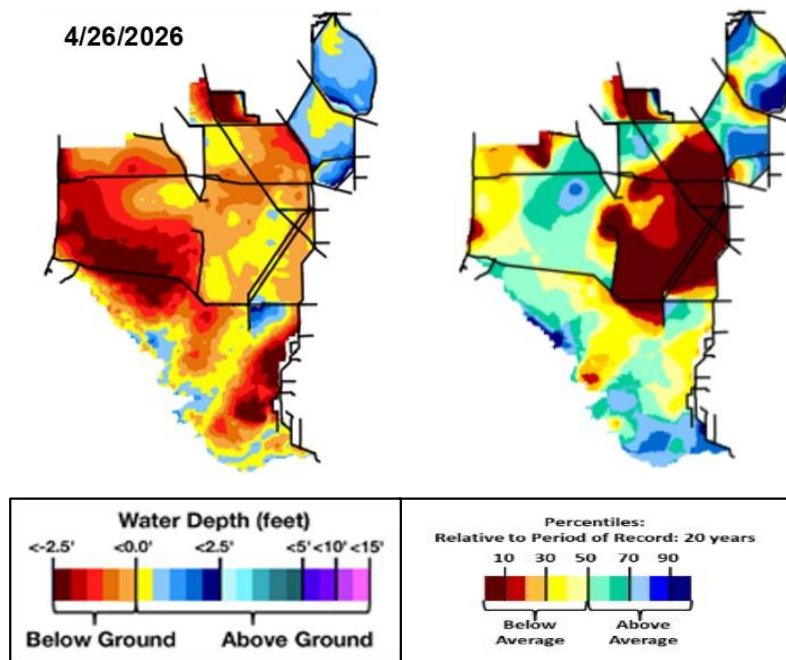 4/26/2026
Water Depth (feet)
<-2.5' <0.0' <2.5' <5' <10' <15'
Below Ground Above Ground
Percentiles:
Relative to Period of Record: 20 years
10 30 50 70 90
Below Average
Above Average